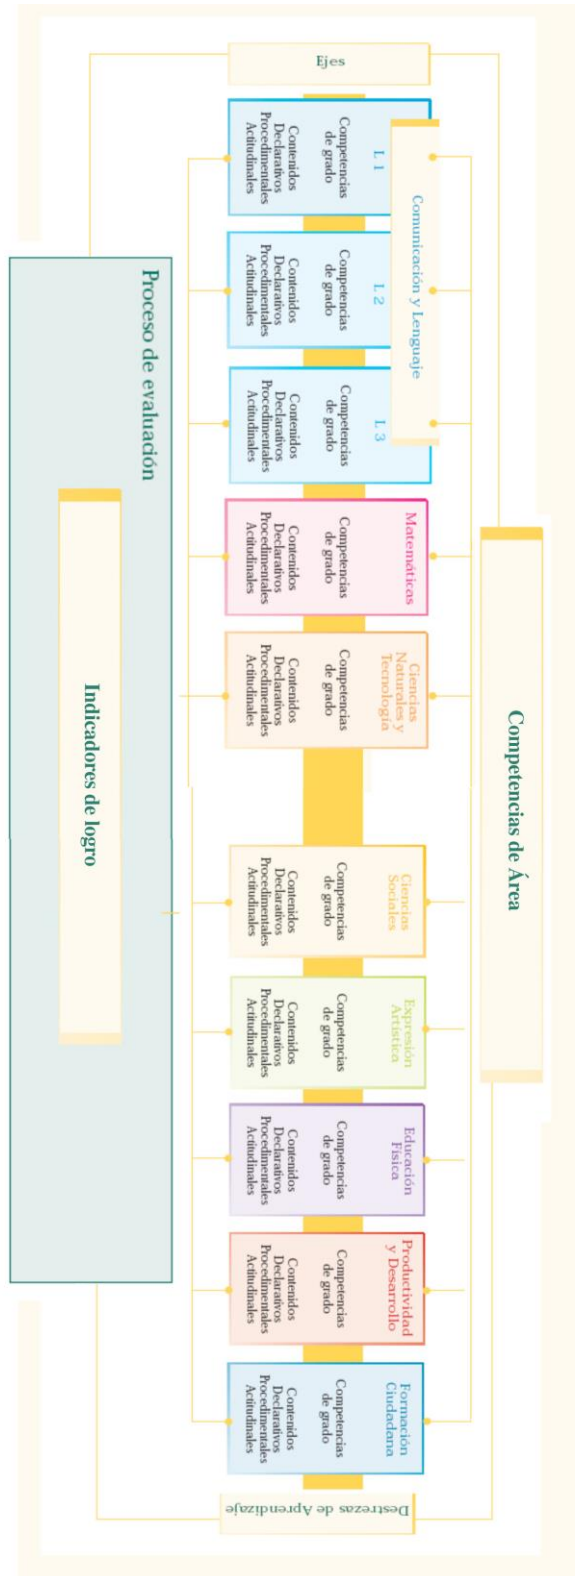 Competencias de Área
Ejes
Comunicación y Lenguaje
L 1
Competencias
de grado
Contenidos
Declarativos
Procedimentales
Actitudinales
L 2
Competencias
de grado
Contenidos
Declarativos
Procedimentales
Actitudinales
L 3
Competencias
de grado
Contenidos
Declarativos
Procedimentales
Actitudinales
Matemáticas
Competencias
de grado
Contenidos
Declarativos
Procedimentales
Actitudinales
Ciencias
Naturales y
Tecnología
Competencias
de grado
Contenidos
Declarativos
Procedimentales
Actitudinales
Ciencias
Sociales
Competencias
de grado
Contenidos
Declarativos
Procedimentales
Actitudinales
Expresión
Artística
Competencias
de grado
Contenidos
Declarativos
Procedimentales
Actitudinales
Educación
Física
Competencias
de grado
Contenidos
Declarativos
Procedimentales
Actitudinales
Productividad
y Desarrollo
Competencias
de grado
Contenidos
Declarativos
Procedimentales
Actitudinales
Formación
Ciudadana
Competencias
de grado
Contenidos
Declarativos
Procedimentales
Actitudinales
Destrezas de Aprendizaje
Proceso de evaluación
Indicadores de logro